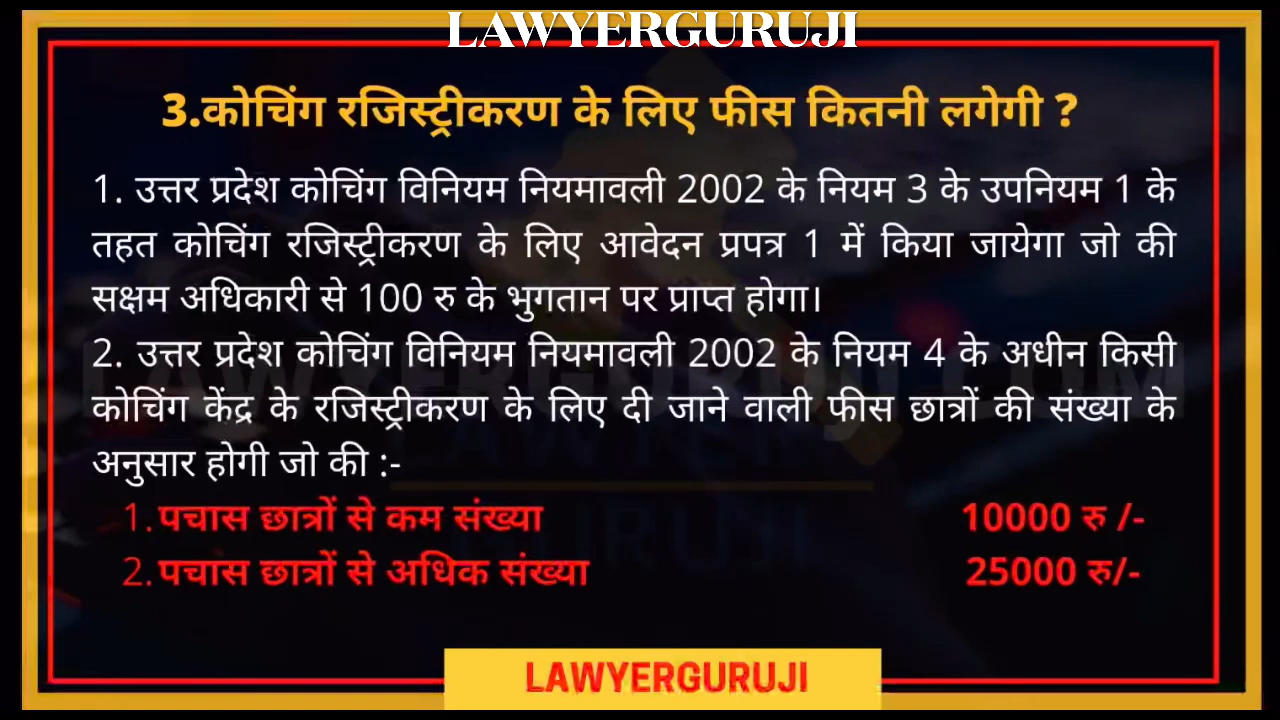 LAWYERGURUJI
3.कोचिंग रजिस्ट्रीकरण के लिए फीस कितनी लगेगी ?
1. उत्तर प्रदेश कोचिंग विनियम नियमावली 2002 के नियम 3 के उपनियम 1 के
तहत कोचिंग रजिस्ट्रीकरण के लिए आवेदन प्रपत्र 1 में किया जायेगा जो की
सक्षम अधिकारी से 100 रु के भुगतान पर प्राप्त होगा।
2. उत्तर प्रदेश कोचिंग विनियम नियमावली 2002 के नियम 4 के अधीन किसी
कोचिंग केंद्र के रजिस्ट्रीकरण के लिए दी जाने वाली फीस छात्रों की संख्या के
अनुसार होगी जो की :-
1. पचास छात्रों से कम संख्या 10000 रु /-
2. पचास छात्रों से अधिक संख्या 25000 रु/-
LAWYERGURUJI